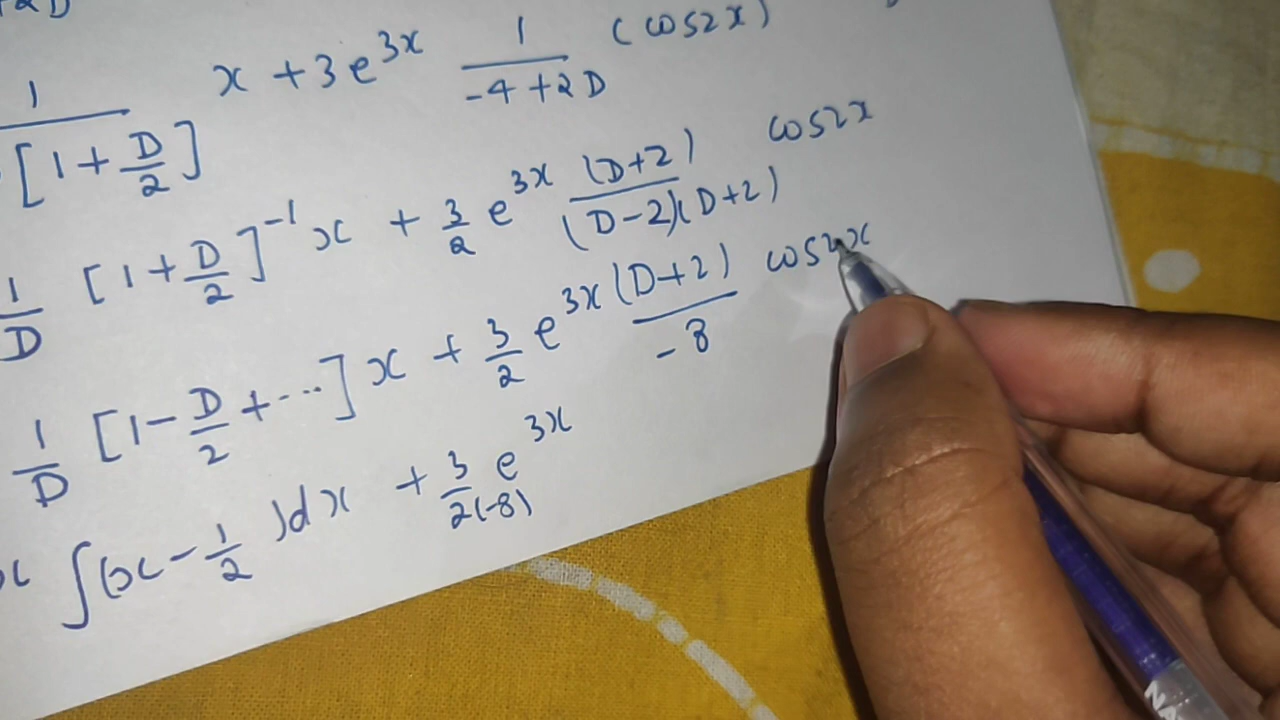 +2D
1/[1 + D/2] x + 3e^{3x} 1/(-4 + 2D) (cos2x)
1/D [1 + D/2]^{-1} x + 3/2 e^{3x} (D+2)/((D-2)(D+2)) cos2x
1/D [1 - D/2 + ...] x + 3/2 e^{3x} (D+2)/-8 cos2x
x ∫(x - 1/2)dx + 3/2(-8) e^{3x}